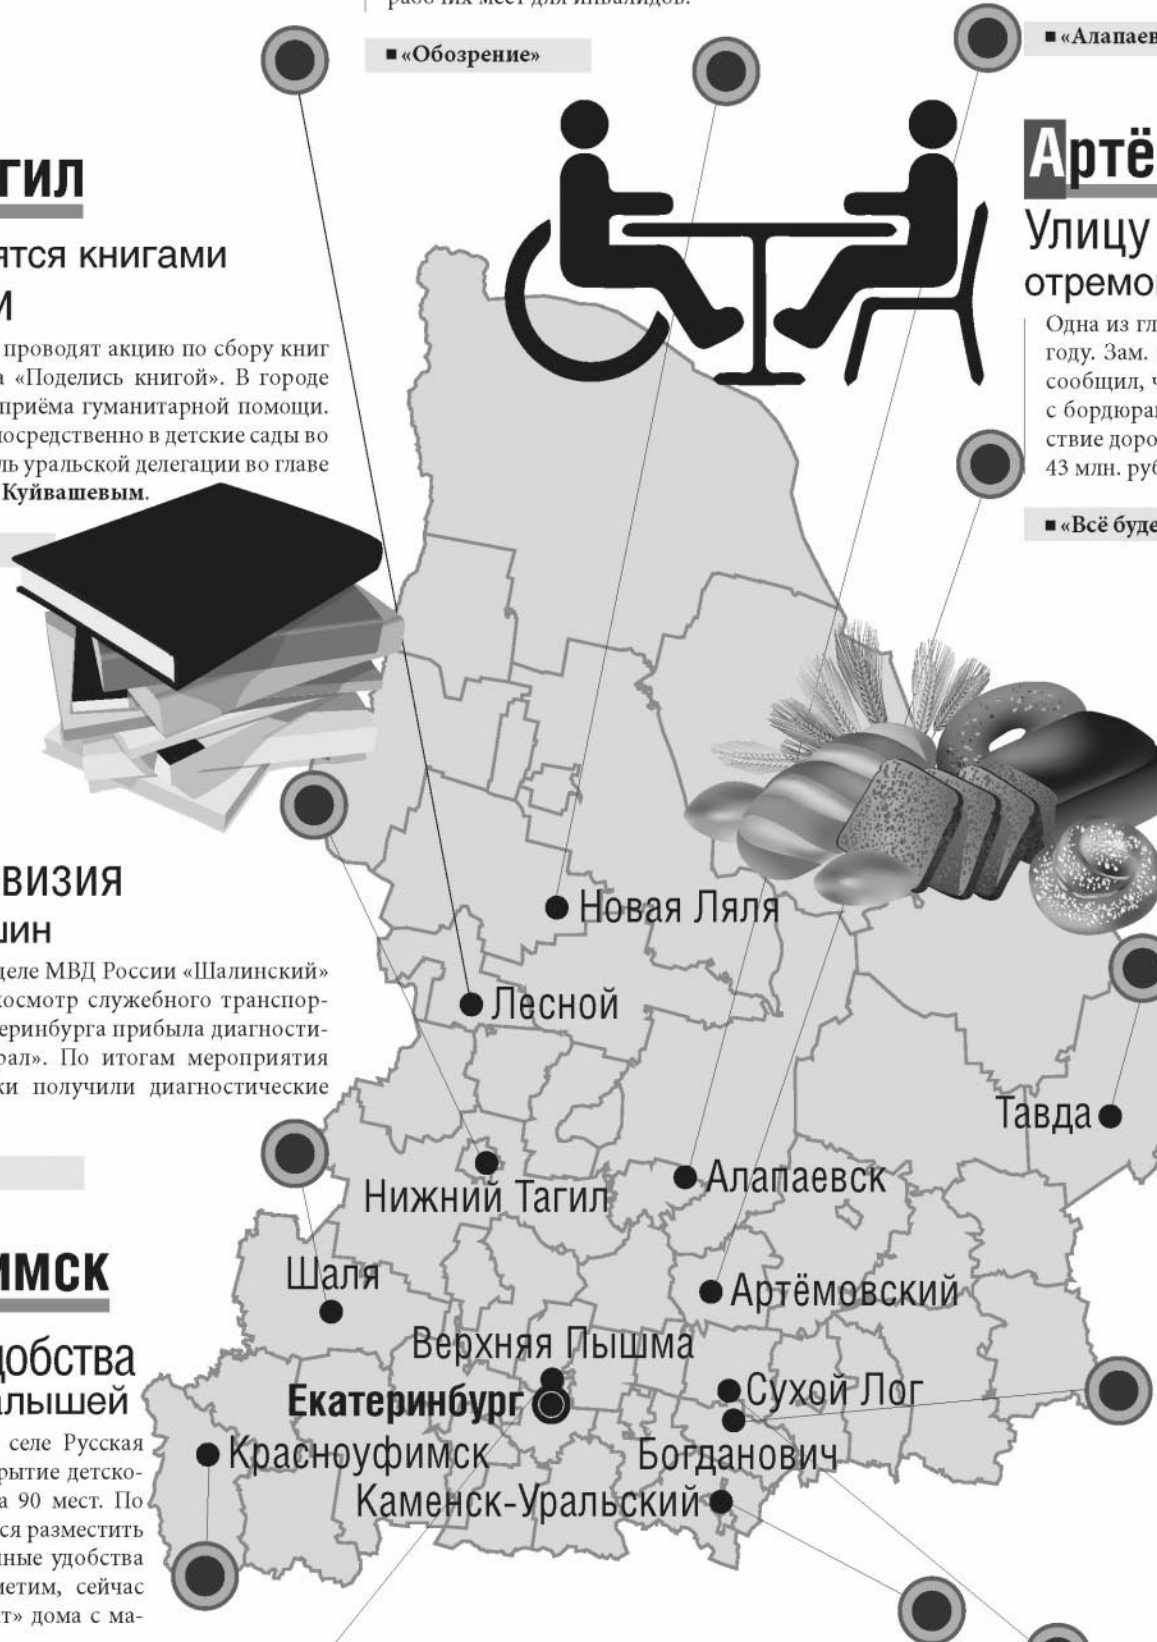 рабочих мест для инвалидов.
■ «Обозрение»
■ «Алапаев
гил
ятся книгами
и
проводят акцию по сбору книг
а «Поделись книгой». В городе
приёма гуманитарной помощи.
посредственно в детские сады во
ль уральской делегации во главе
Куйвашевым.
Артё
Улицу
отремо
Одна из гл
году. Зам.
сообщил, ч
с бордюра
ствие доро
43 млн. руб
■ «Всё буде
визия
шин
деле МВД России «Шалинский»
хосмотр служебного транспор-
еринбурга прибыла диагности-
рал». По итогам мероприятия
ки получили диагностические
имск
добства
алышей
селе Русская
рытие детско-
а 90 мест. По
ся разместить
нные удобства
метим, сейчас
т» дома с ма-
Новая Ляля
Лесной
Тавда
Нижний Тагил
Алапаевск
Шаля
Артёмовский
Верхняя Пышма
Екатеринбург
Сухой Лог
Красноуфимск
Богданович
Каменск-Уральский